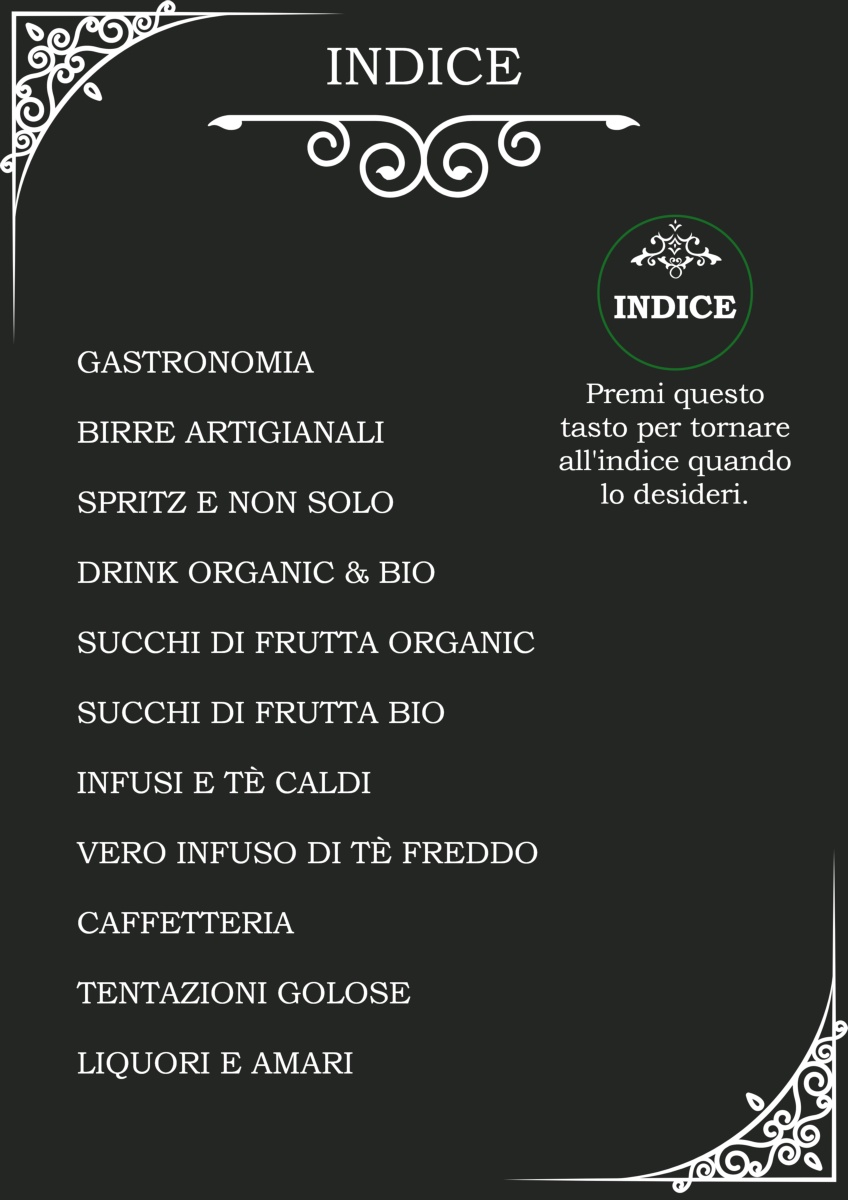 INDICE
INDICE
Premi questo
tasto per tornare
all'indice quando
lo desideri.
GASTRONOMIA
BIRRE ARTIGIANALI
SPRITZ E NON SOLO
DRINK ORGANIC & BIO
SUCCHI DI FRUTTA ORGANIC
SUCCHI DI FRUTTA BIO
INFUSI E TÈ CALDI
VERO INFUSO DI TÈ FREDDO
CAFFETTERIA
TENTAZIONI GOLOSE
LIQUORI E AMARI